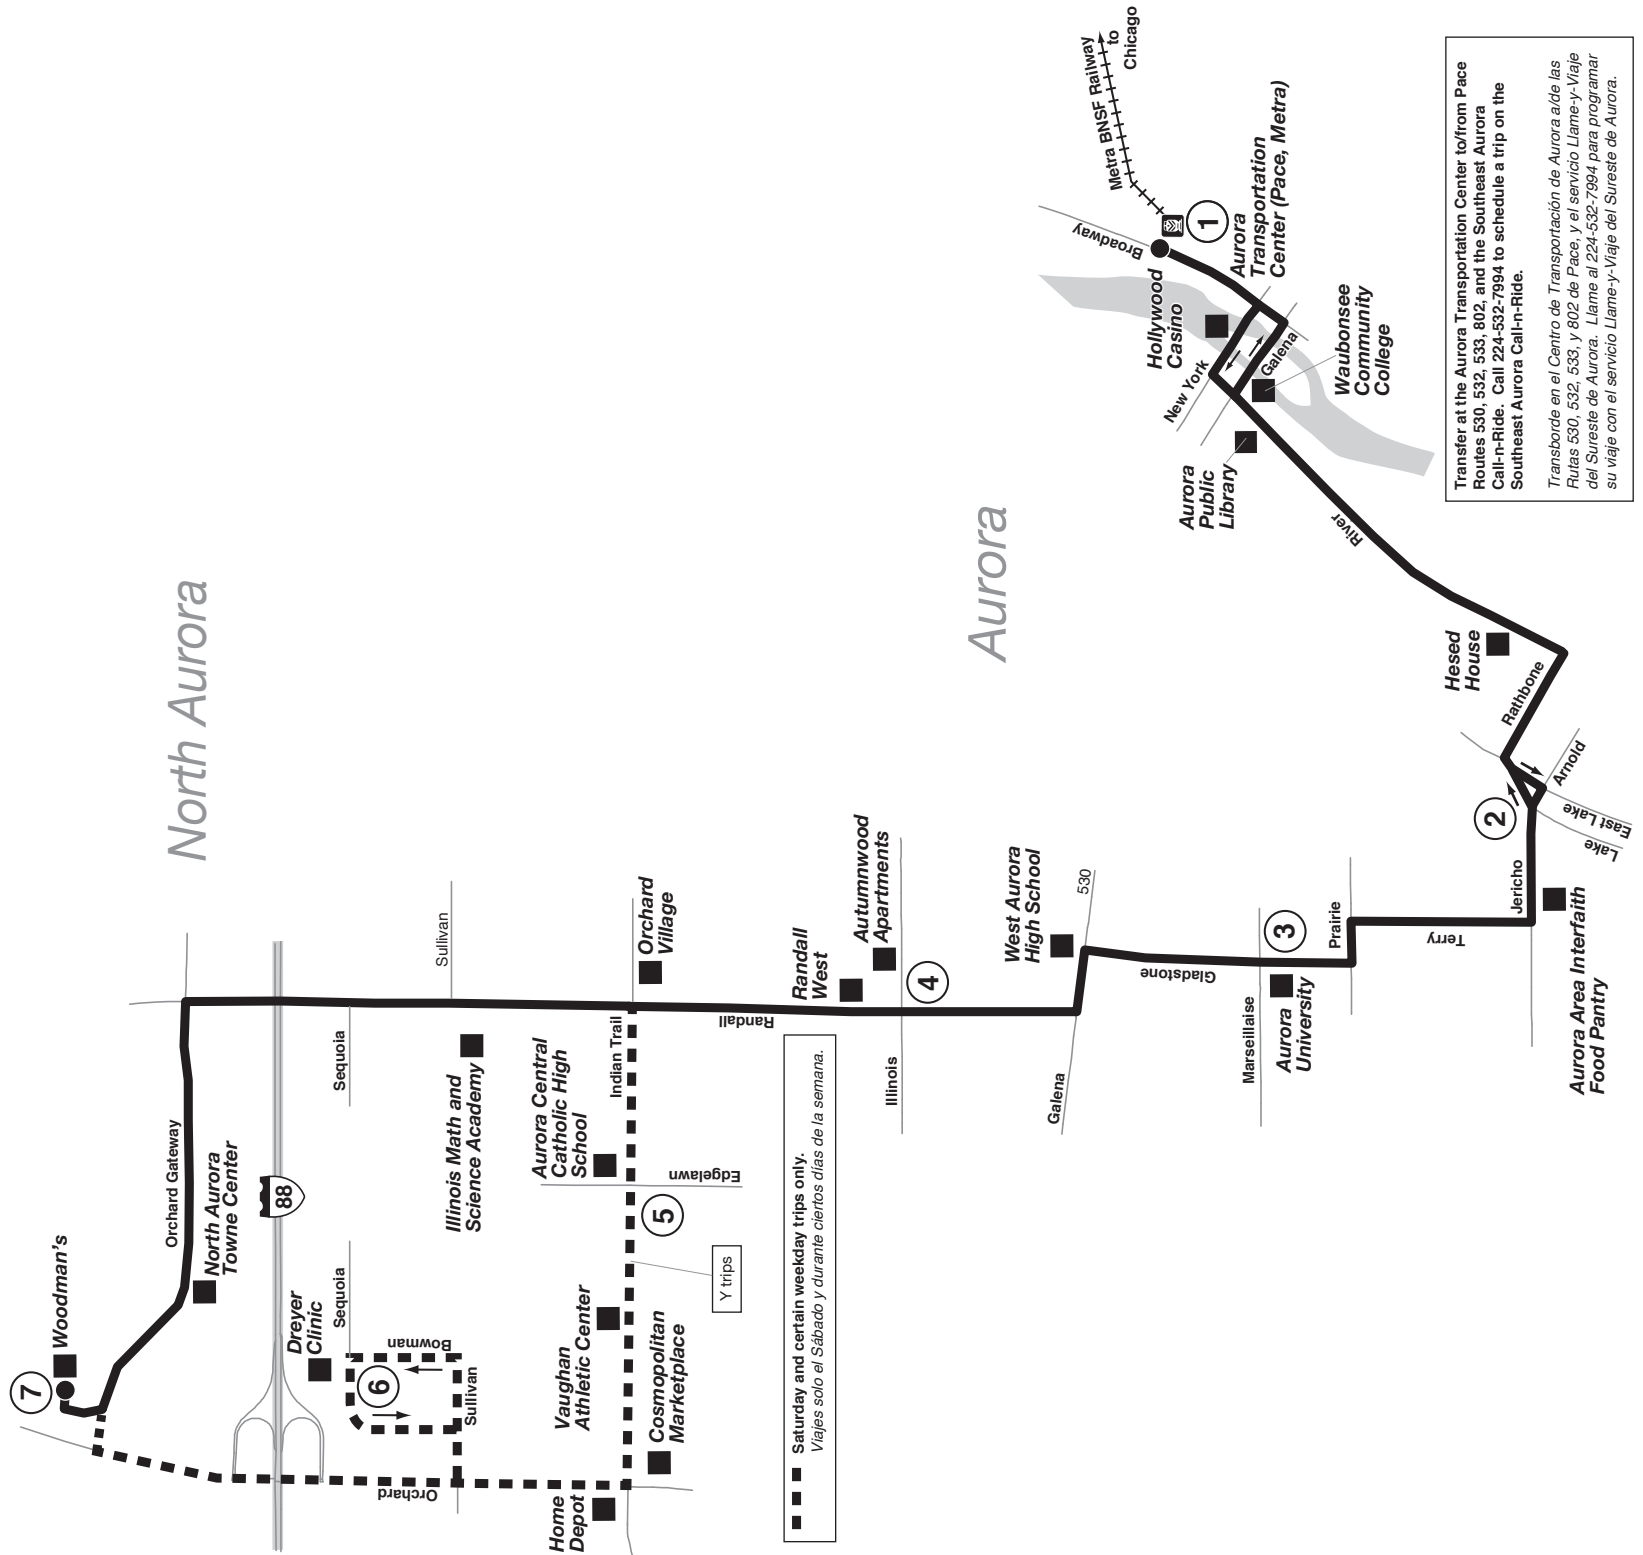 Metra BNSF Railway
to
Chicago
Broadway
1
Aurora
Transportation
Center (Pace, Metra)
Hollywood
Casino
New York
Galena
Waubonsee
Community
College
Aurora
Public
Library
River
Hesed
House
Rathbone
Arnold
East Lake
Lake
2
Jericho
Aurora Area Interfaith
Food Pantry
Terry
Prairie
3
Marseillaise
Aurora
University
Gladstone
West Aurora
High School
530
Galena
4
Illinois
Autumnwood
Apartments
Randall
West
Randall
Orchard
Village
Indian Trail
Aurora Central
Catholic High
School
Edgelawn
5
Y trips
Vaughan
Athletic Center
Cosmopolitan
Marketplace
Home
Depot
Orchard
Sullivan
Bowman
6
Sequoia
Dreyer
Clinic
Illinois Math and
Science Academy
Sullivan
Sequoia
88
North Aurora
Towne Center
Orchard Gateway
Woodman's
7
North Aurora
Aurora
Saturday and certain weekday trips only.
Viajes solo el Sábado y durante ciertos días de la semana.
Transfer at the Aurora Transportation Center to/from Pace
Routes 530, 532, 533, 802, and the Southeast Aurora
Call-n-Ride. Call 224-532-7994 to schedule a trip on the
Southeast Aurora Call-n-Ride.
Transborde en el Centro de Transportación de Aurora a/de las
Rutas 530, 532, 533, y 802 de Pace, y el servicio Llame-y-Viaje
del Sureste de Aurora. Llame al 224-532-7994 para programar
su viaje con el servicio Llame-y-Viaje del Sureste de Aurora.